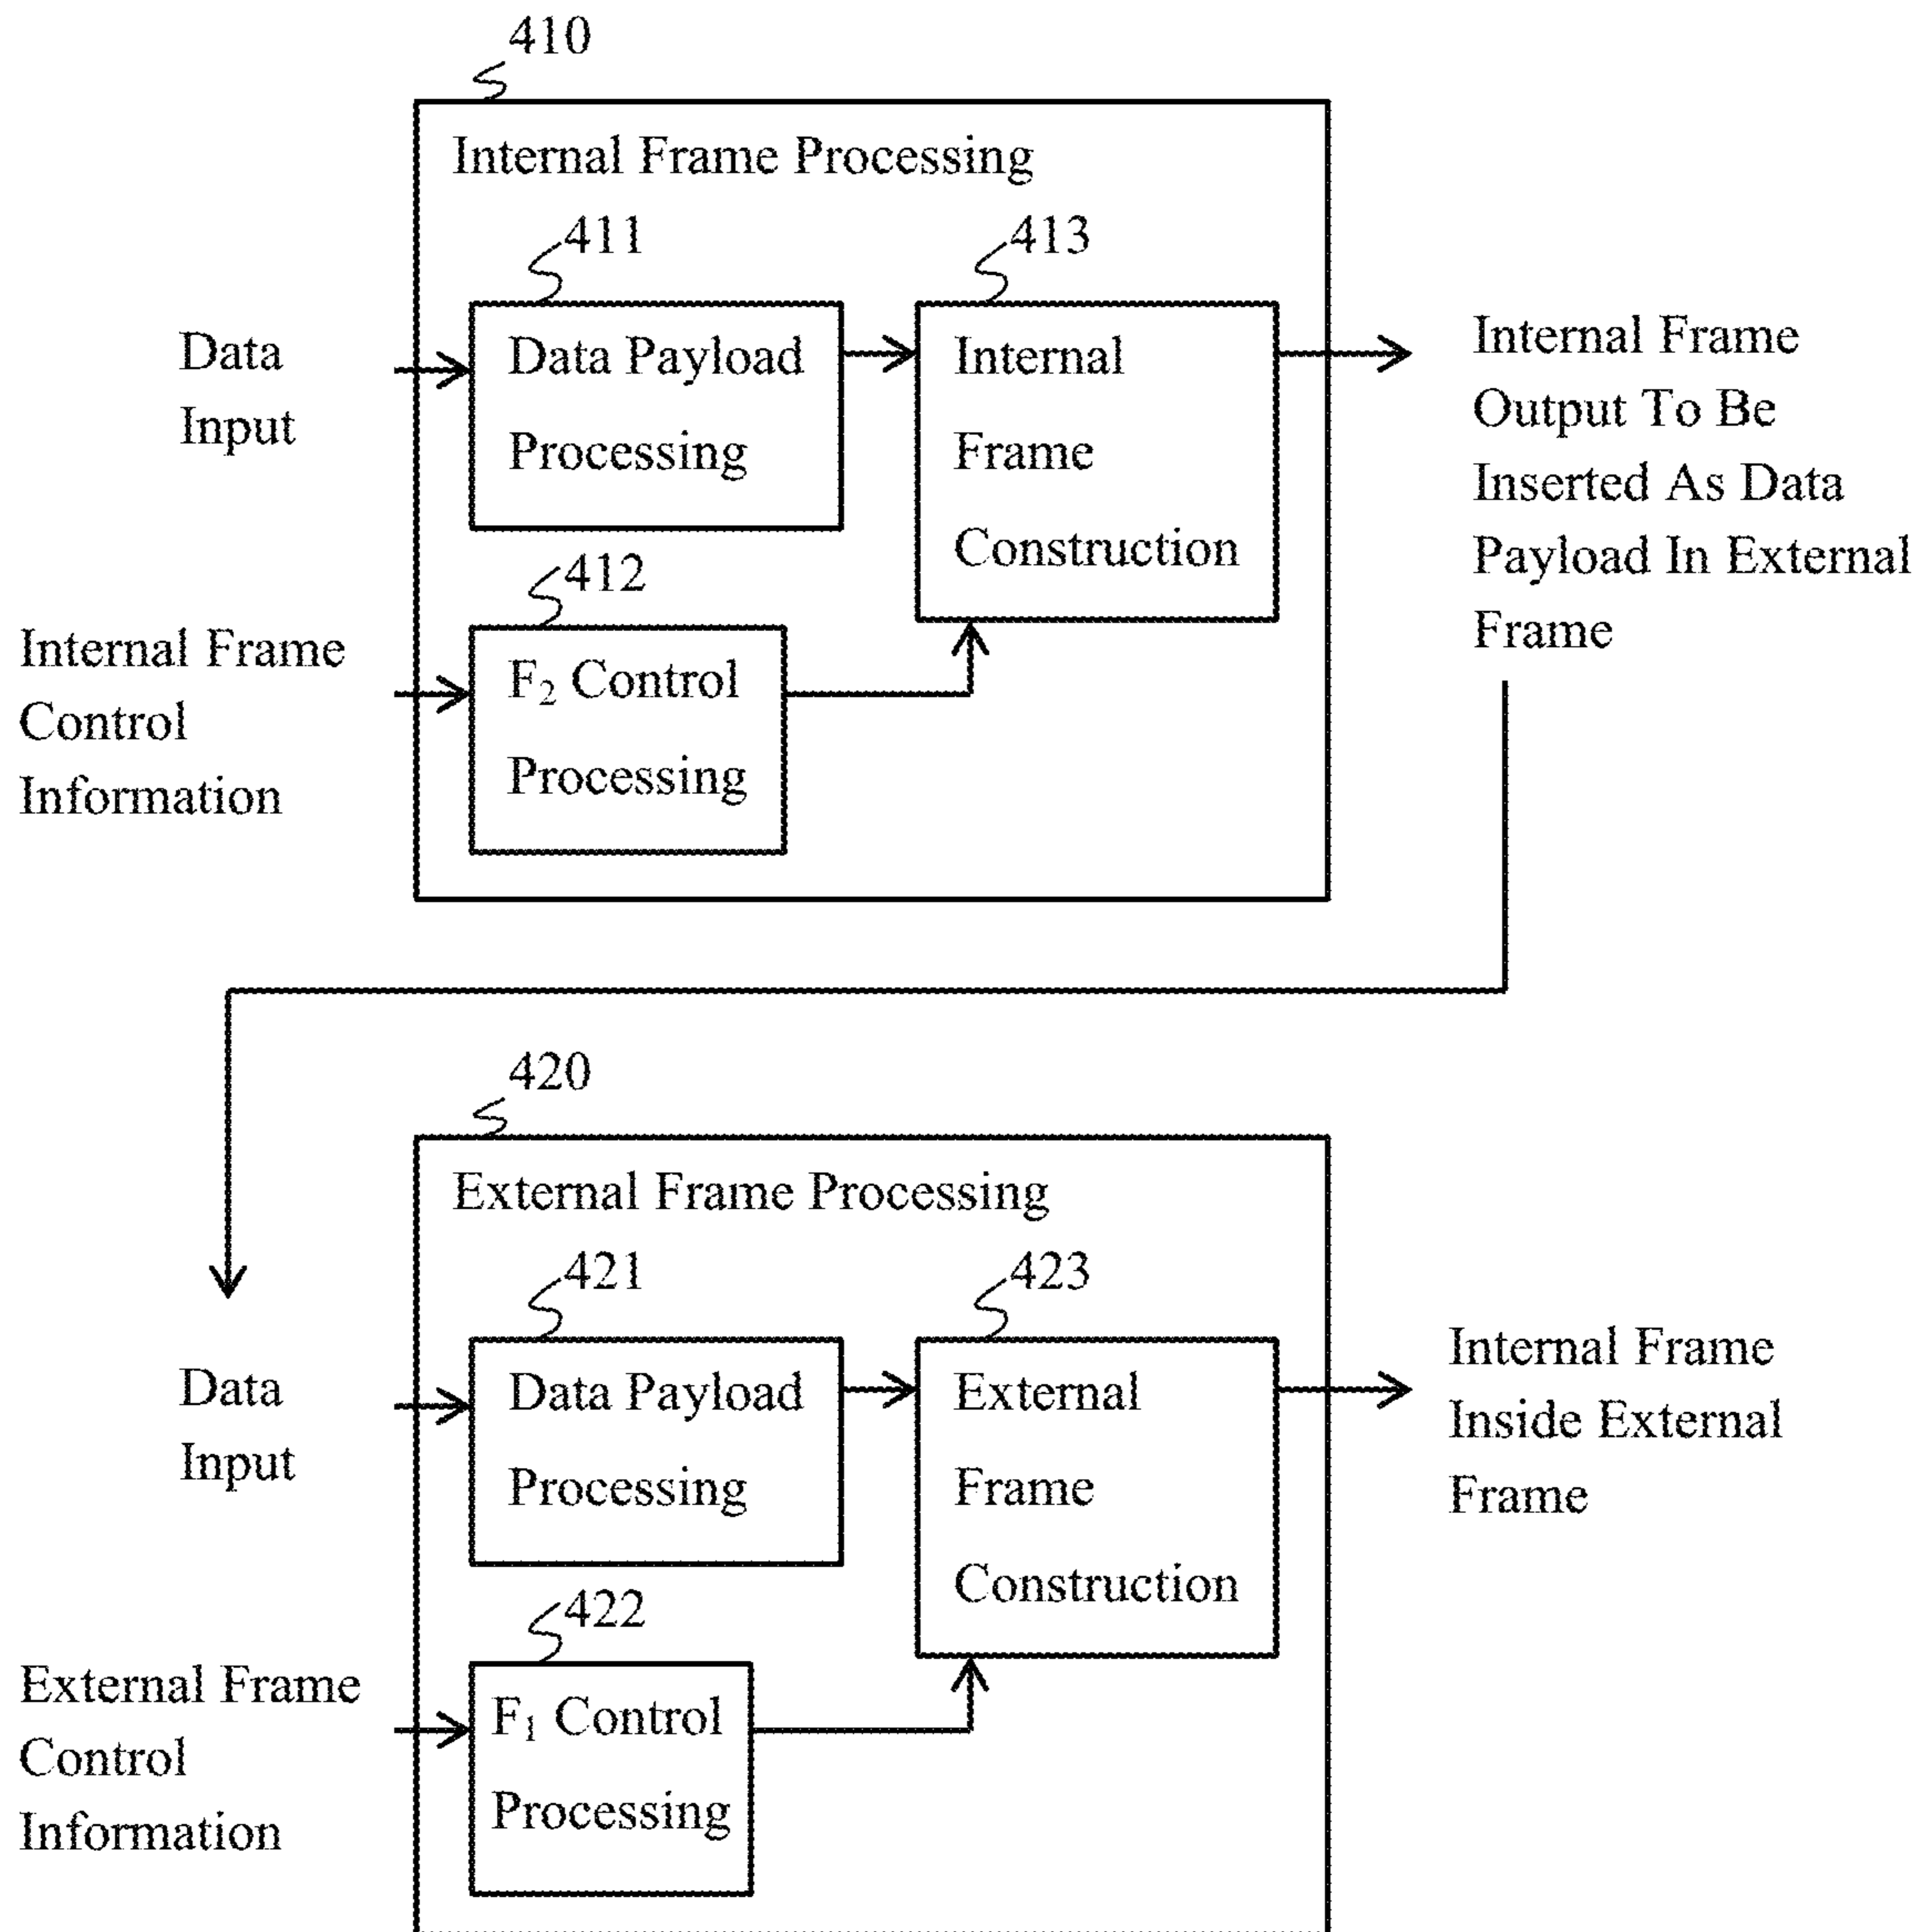 410
Internal Frame Processing
411
413
Data
Input
Data Payload
Processing
Internal
Frame
Construction
Internal Frame
Output To Be
Inserted As Data
Payload In External
Frame
412
Internal Frame
Control
Information
F₂ Control
Processing
420
External Frame Processing
421
423
Data
Input
Data Payload
Processing
External
Frame
Construction
Internal Frame
Inside External
Frame
422
External Frame
Control
Information
F₁ Control
Processing